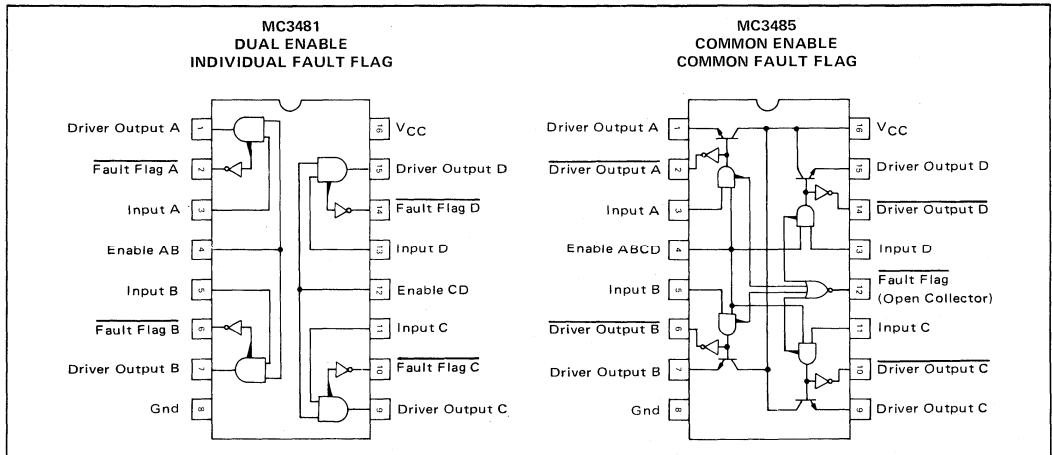 MC3481
DUAL ENABLE
INDIVIDUAL FAULT FLAG
Driver Output A
1
16
VCC
Fault Flag A
2
15
Driver Output D
Input A
3
14
Fault Flag D
Enable AB
4
13
Input D
Input B
5
12
Enable CD
Fault Flag B
6
11
Input C
Driver Output B
7
10
Fault Flag C
Gnd
8
9
Driver Output C
MC3485
COMMON ENABLE
COMMON FAULT FLAG
Driver Output A
1
16
VCC
Driver Output A
2
15
Driver Output D
Input A
3
14
Driver Output D
Enable ABCD
4
13
Input D
Input B
5
12
Fault Flag
(Open Collector)
Driver Output B
6
11
Input C
Driver Output B
7
10
Driver Output C
Gnd
8
9
Driver Output C